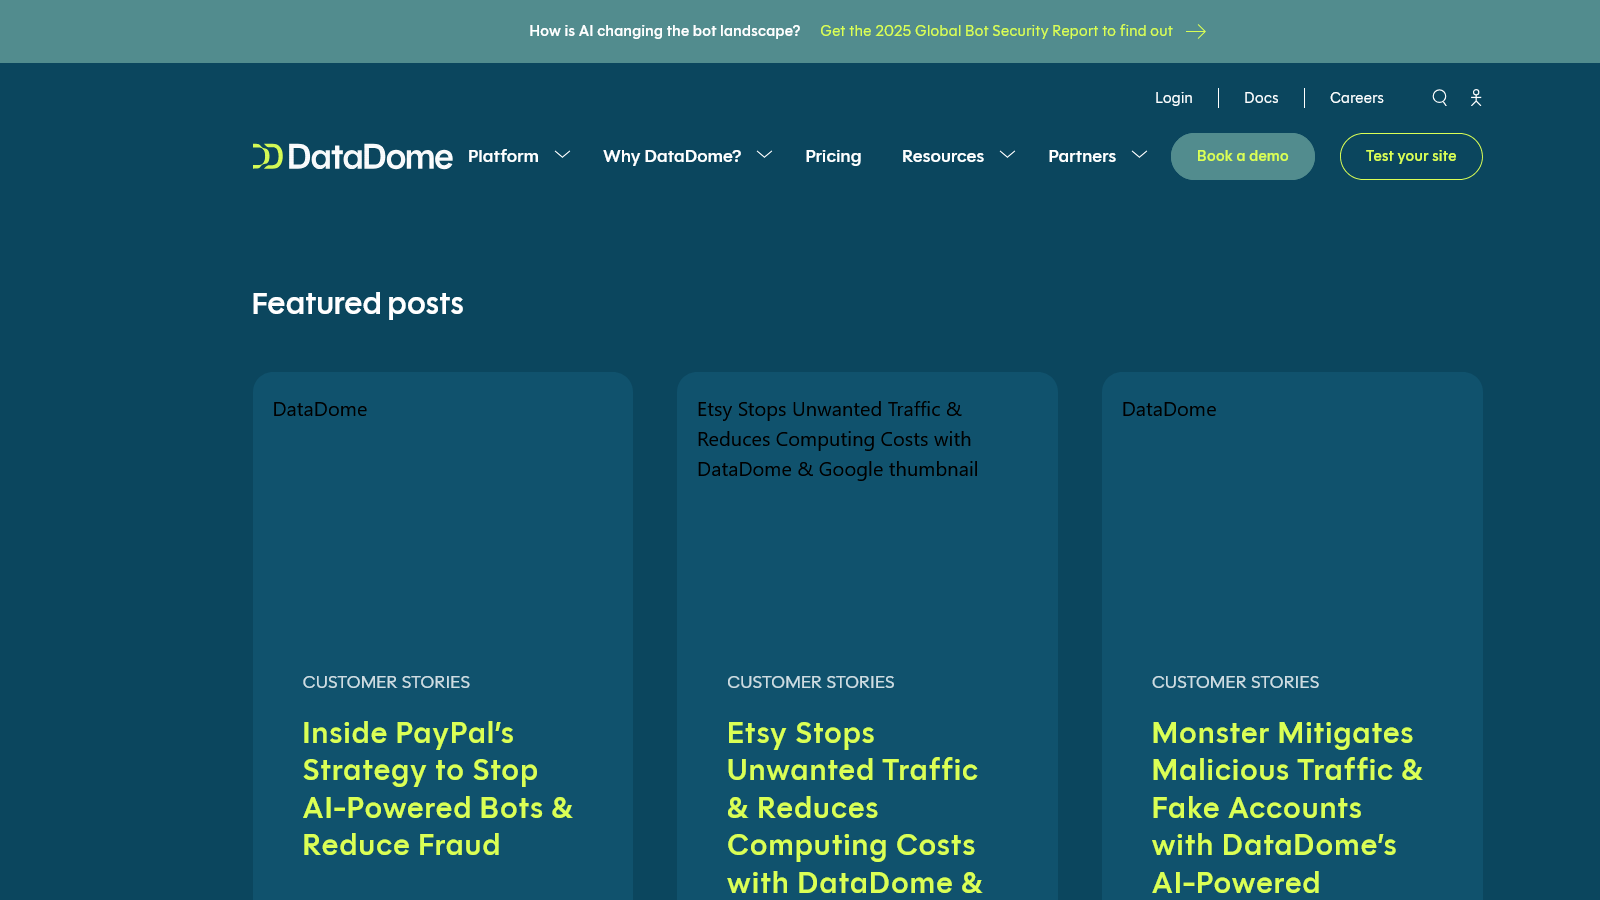 How is AI changing the bot landscape? Get the 2025 Global Bot Security Report to find out
Login Docs Careers
DataDome Platform Why DataDome? Pricing Resources Partners Book a demo Test your site
Featured posts
DataDome
CUSTOMER STORIES
Inside PayPal's
Strategy to Stop
AI-Powered Bots &
Reduce Fraud
Etsy Stops Unwanted Traffic &
Reduces Computing Costs with
DataDome & Google thumbnail
CUSTOMER STORIES
Etsy Stops
Unwanted Traffic
& Reduces
Computing Costs
with DataDome &
DataDome
CUSTOMER STORIES
Monster Mitigates
Malicious Traffic &
Fake Accounts
with DataDome's
AI-Powered